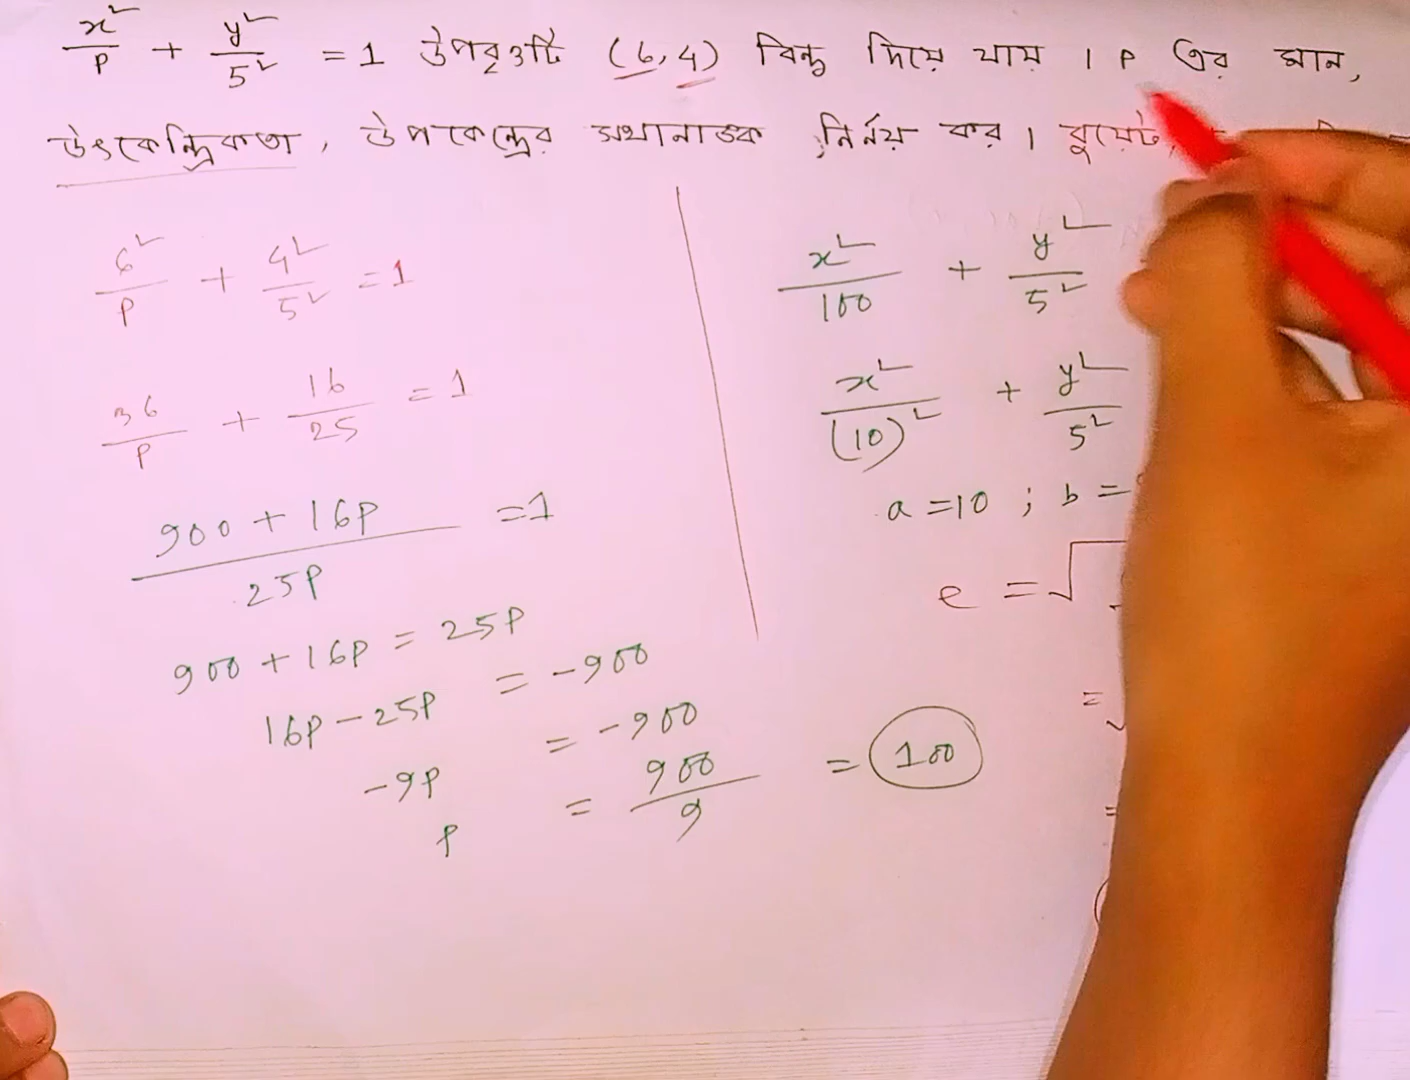 x²/p + y²/5² = 1 উপবৃত্তটি (6,4) বিন্দু দিয়ে যায় । P এর মান,
উৎকেন্দ্রিকতা, উপকেন্দ্রের সথানাঙ্ক নির্নয় কর । বুয়েট,
6²/p + 4²/5² = 1
36/p + 16/25 = 1
900 + 16p / 25p = 1
900 + 16p = 25p
16p - 25p = -900
-9p = -900
p = 900/9 = 100
x²/100 + y²/5²
x²/(10)² + y²/5²
a = 10 ; b =
e = √
= √
=